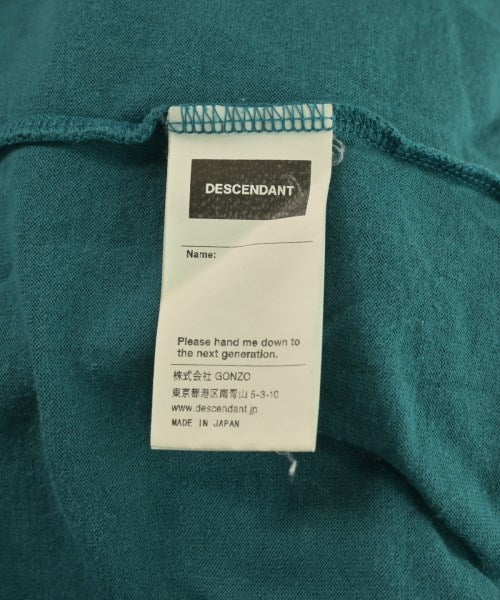 DESCENDANT
Name:
Please hand me down to
the next generation.
株式会社 GONZO
東京都港区南青山 5-3-10
www.descendant.jp
MADE IN JAPAN